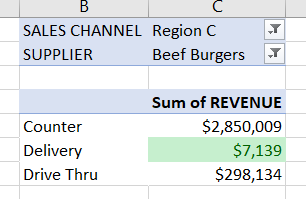 B C
SALES CHANNEL Region C
SUPPLIER Beef Burgers
Sum of REVENUE
Counter $2,850,009
Delivery $7,139
Drive Thru $298,134